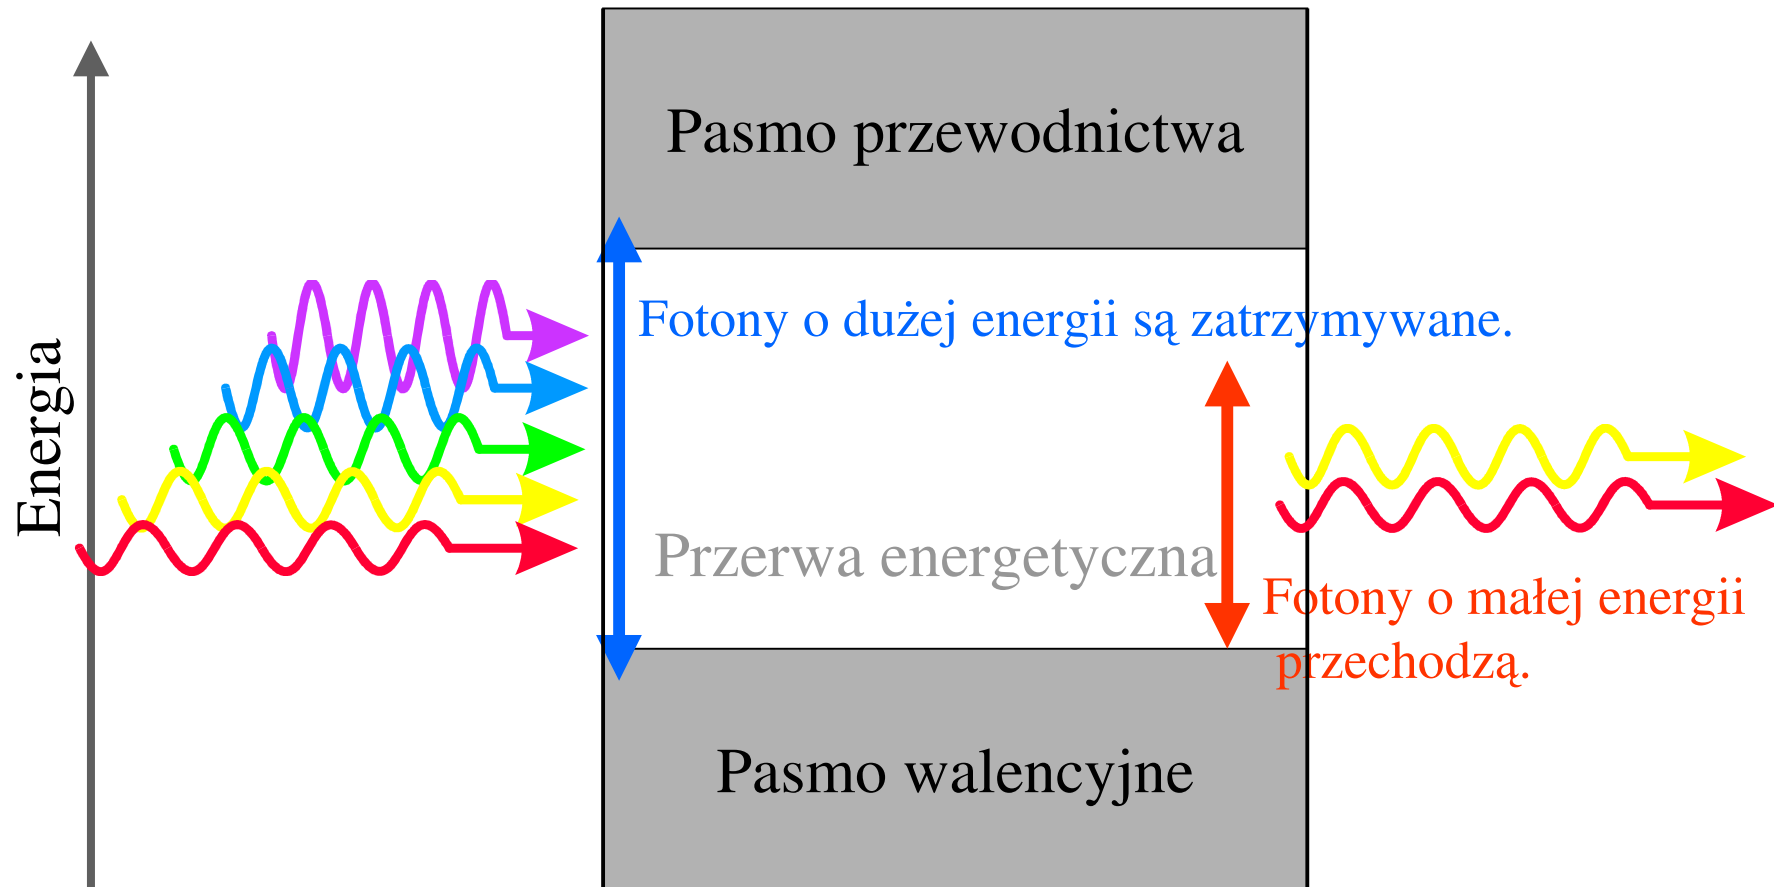 Pasmo przewodnictwa
Fotony o dużej energii są zatrzymywane.
Energia
Przerwa energetyczna
Fotony o małej energii
przechodzą.
Pasmo walencyjne